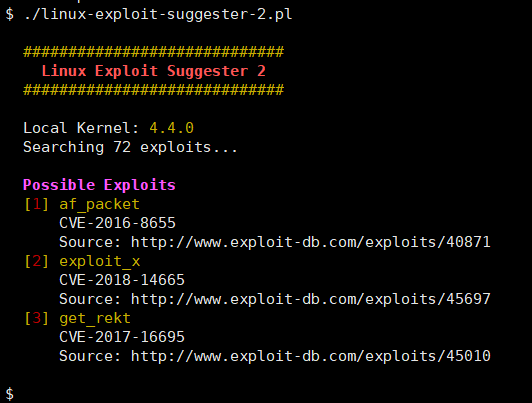 $ ./linux-exploit-suggester-2.pl
#############################
Linux Exploit Suggester 2
#############################
Local Kernel: 4.4.0
Searching 72 exploits...
Possible Exploits
[1] af_packet
CVE-2016-8655
Source: http://www.exploit-db.com/exploits/40871
[2] exploit_x
CVE-2018-14665
Source: http://www.exploit-db.com/exploits/45697
[3] get_rekt
CVE-2017-16695
Source: http://www.exploit-db.com/exploits/45010
$